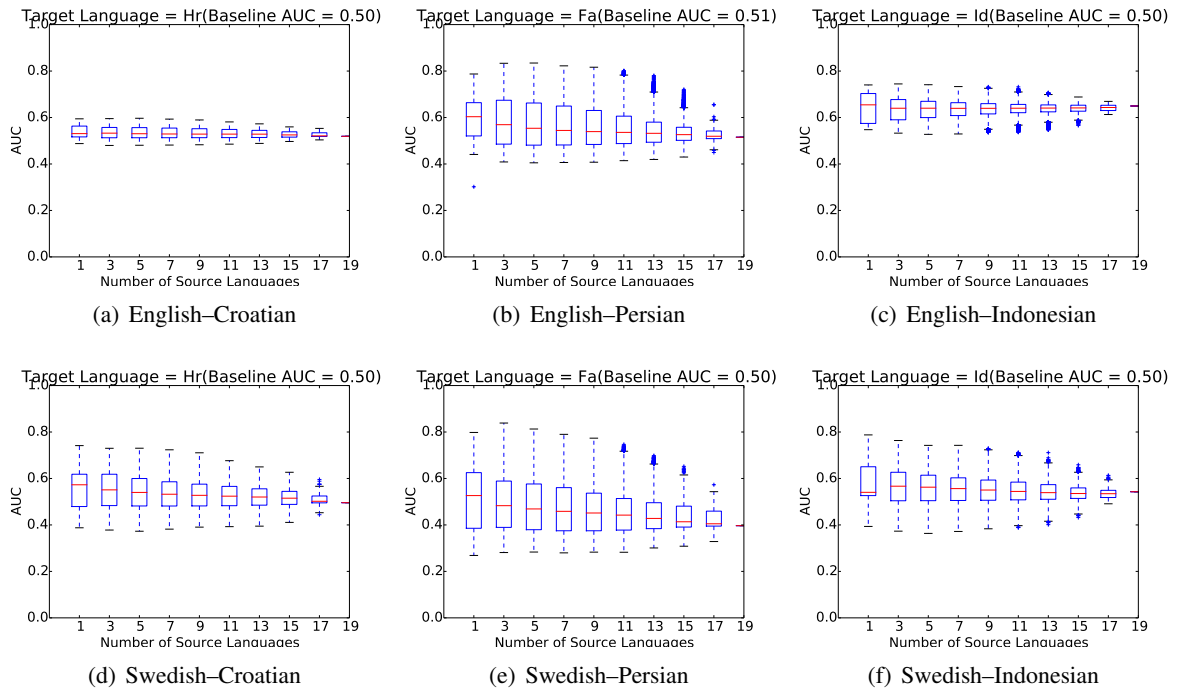 Target Language = Hr(Baseline AUC = 0.50)
1.0
0.8
0.6
0.4
0.2
0.0
AUC
1 3 5 7 9 11 13 15 17 19
Number of Source Languages
(a) English–Croatian
Target Language = Fa(Baseline AUC = 0.51)
1.0
0.8
0.6
0.4
0.2
0.0
AUC
1 3 5 7 9 11 13 15 17 19
Number of Source Languages
(b) English–Persian
Target Language = Id(Baseline AUC = 0.50)
1.0
0.8
0.6
0.4
0.2
0.0
AUC
1 3 5 7 9 11 13 15 17 19
Number of Source Languages
(c) English–Indonesian
Target Language = Hr(Baseline AUC = 0.50)
1.0
0.8
0.6
0.4
0.2
0.0
AUC
1 3 5 7 9 11 13 15 17 19
Number of Source Languages
(d) Swedish–Croatian
Target Language = Fa(Baseline AUC = 0.50)
1.0
0.8
0.6
0.4
0.2
0.0
AUC
1 3 5 7 9 11 13 15 17 19
Number of Source Languages
(e) Swedish–Persian
Target Language = Id(Baseline AUC = 0.50)
1.0
0.8
0.6
0.4
0.2
0.0
AUC
1 3 5 7 9 11 13 15 17 19
Number of Source Languages
(f) Swedish–Indonesian